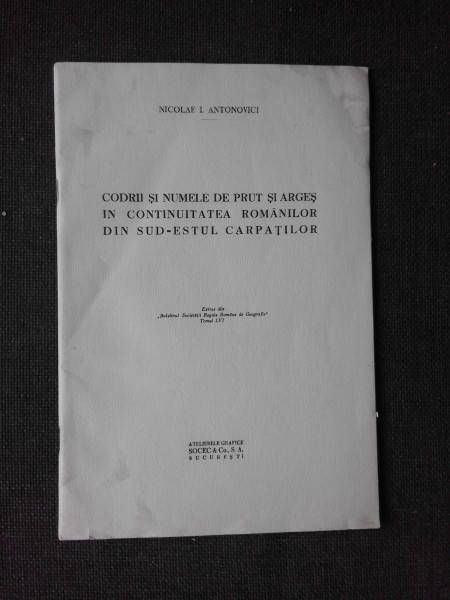 NICOLAE I. ANTONOVICI
CODRII ȘI NUMELE DE PRUT ȘI ARGEȘ
IN CONTINUITATEA ROMÂNILOR
DIN SUD-ESTUL CARPAȚILOR
Extras din
„Buletinul Societății Regale Române de Geografie"
Tomul LVI
ATELIERELE GRAFICE
SOCEC & Co., S. A.
BUCUREȘTI